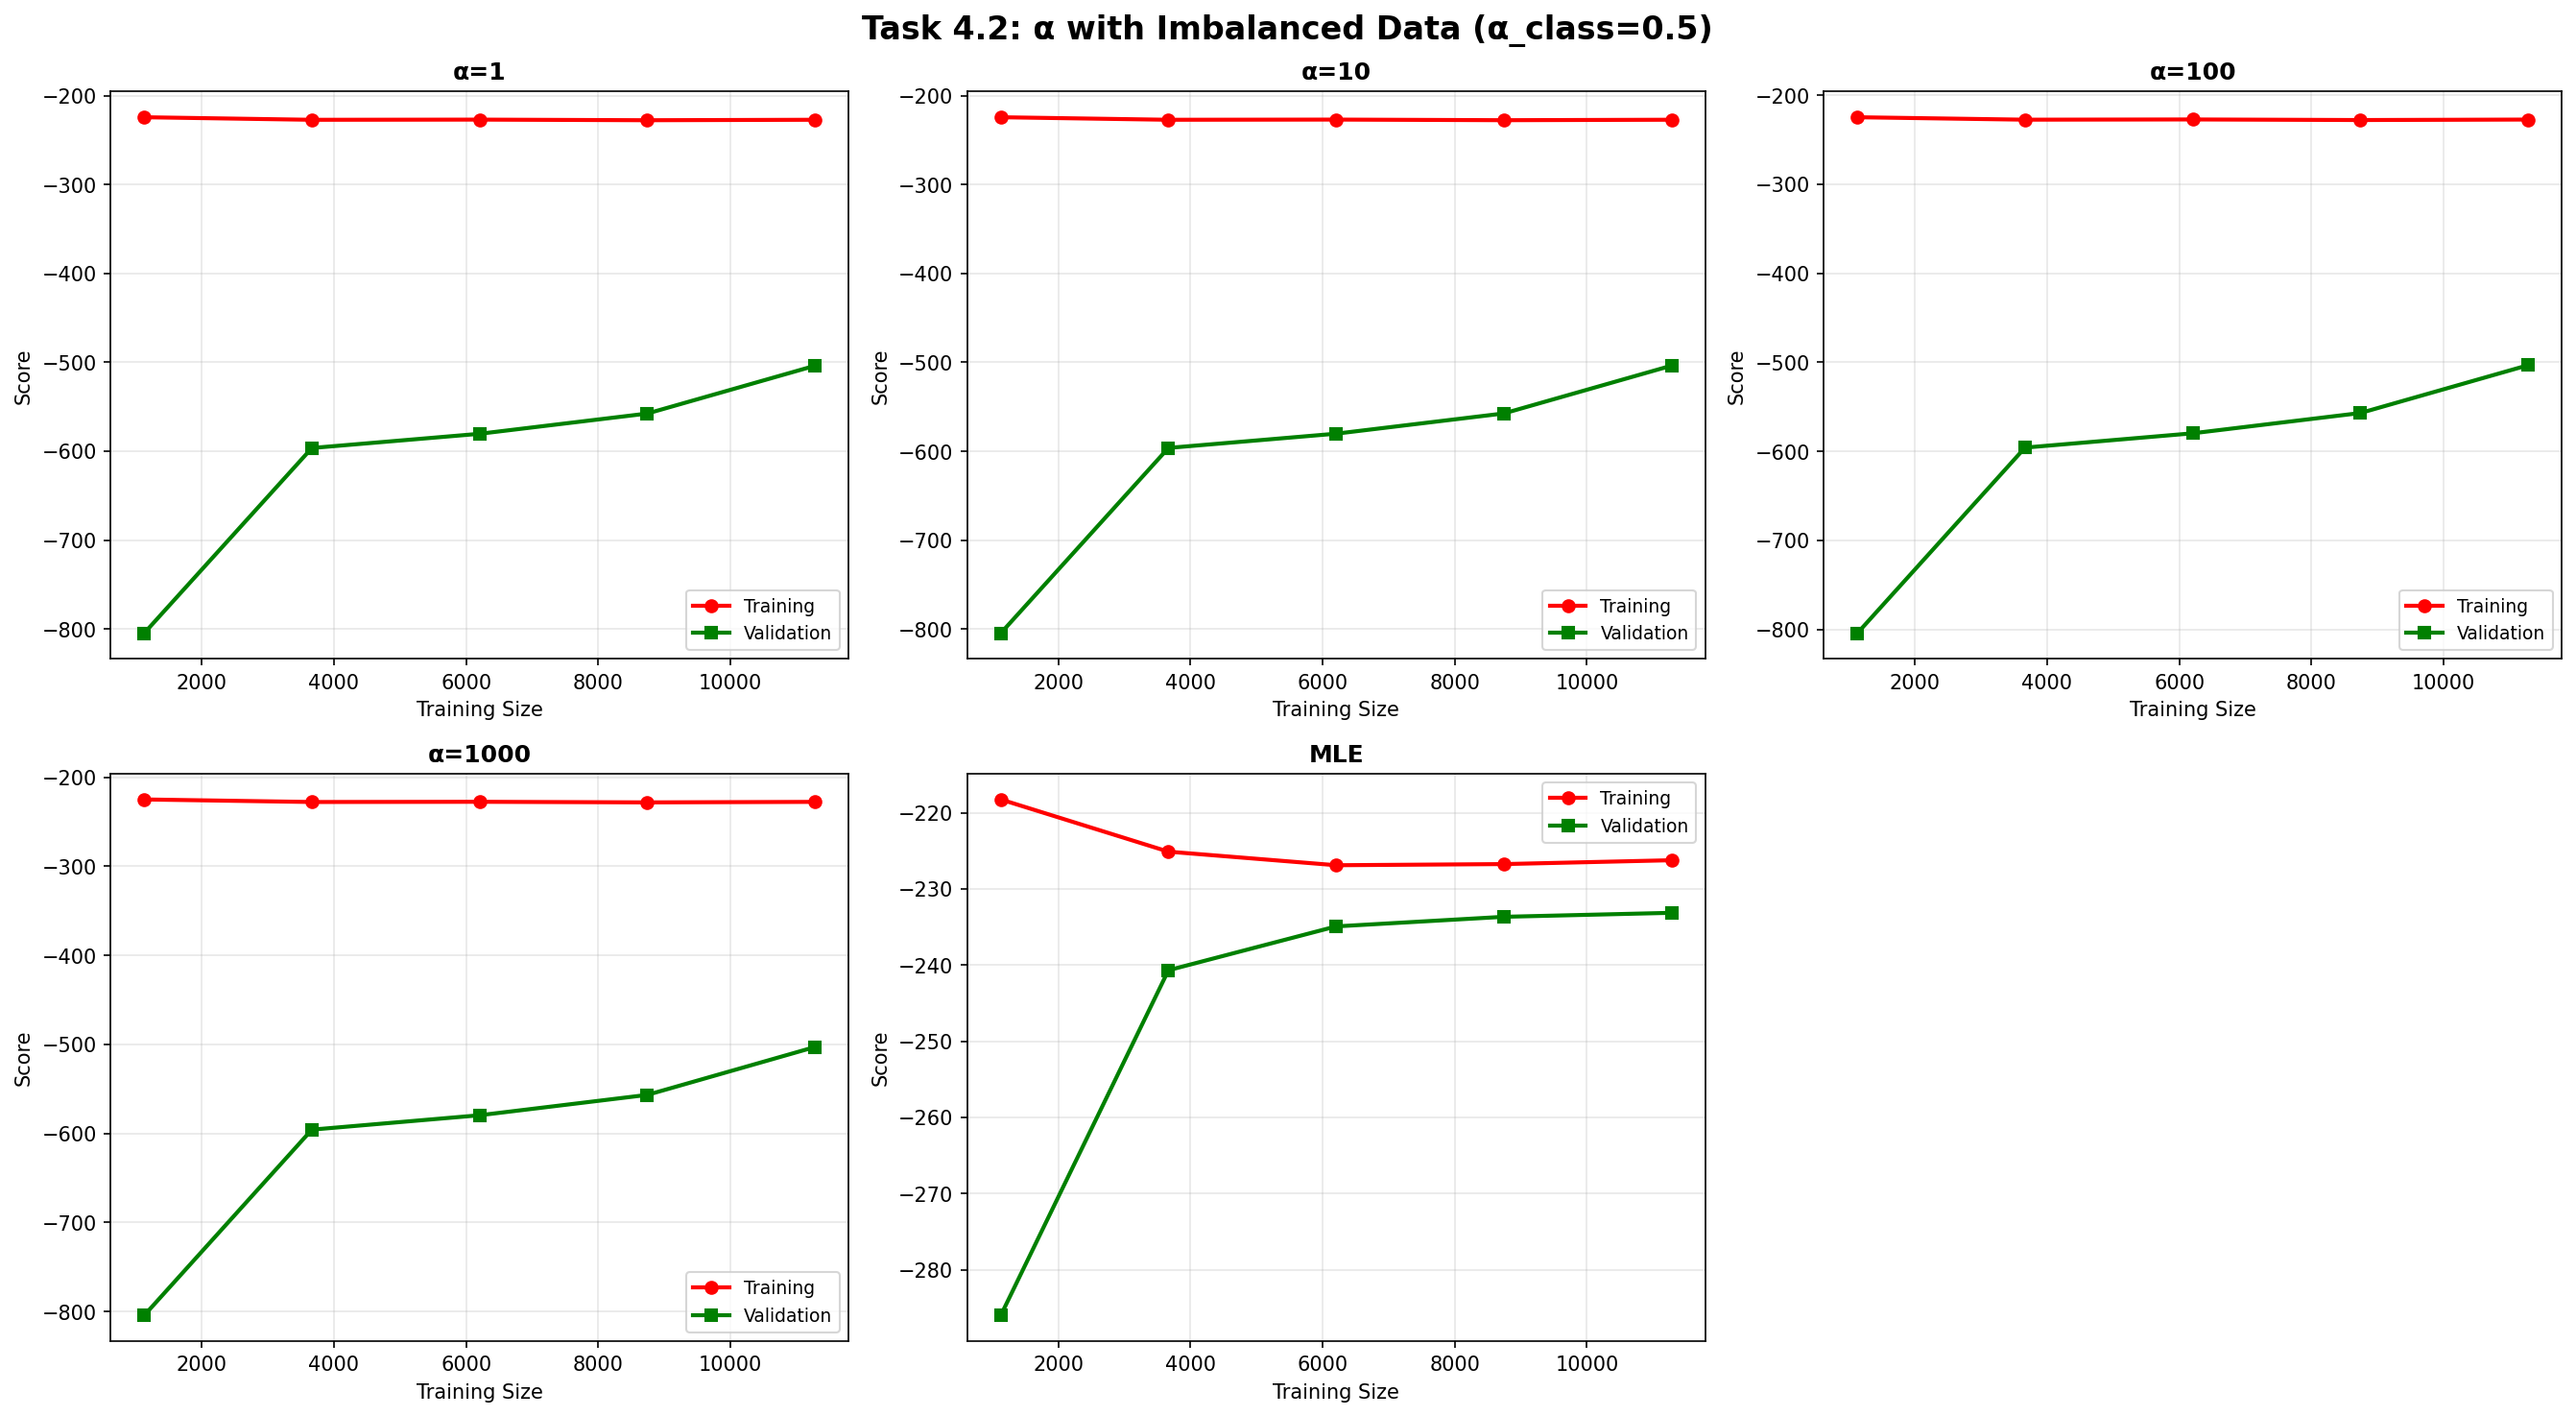 Task 4.2: α with Imbalanced Data (α_class=0.5)
α=1
−200
−300
−400
−500
−600
−700
−800
Score
2000 4000 6000 8000 10000
Training Size
Training
Validation
α=10
−200
−300
−400
−500
−600
−700
−800
Score
2000 4000 6000 8000 10000
Training Size
Training
Validation
α=100
−200
−300
−400
−500
−600
−700
−800
Score
2000 4000 6000 8000 10000
Training Size
Training
Validation
α=1000
−200
−300
−400
−500
−600
−700
−800
Score
2000 4000 6000 8000 10000
Training Size
Training
Validation
MLE
−220
−230
−240
−250
−260
−270
−280
Score
2000 4000 6000 8000 10000
Training Size
Training
Validation